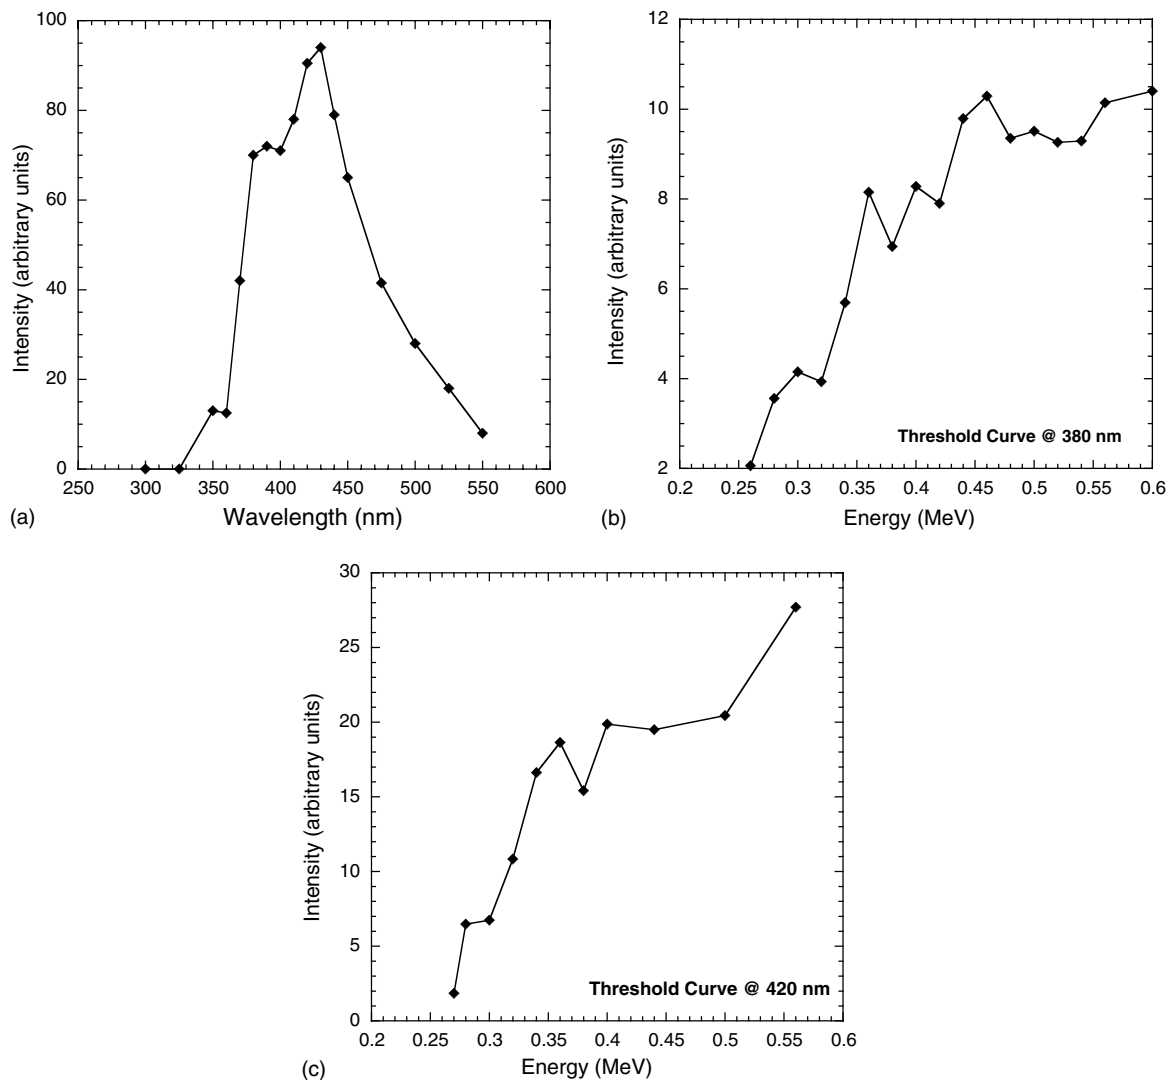 100
80
60
40
20
0
Intensity (arbitrary units)
250 300 350 400 450 500 550 600
Wavelength (nm)
(a)
12
10
8
6
4
2
Intensity (arbitrary units)
Threshold Curve @ 380 nm
0.2 0.25 0.3 0.35 0.4 0.45 0.5 0.55 0.6
Energy (MeV)
(b)
30
25
20
15
10
5
0
Intensity (arbitrary units)
Threshold Curve @ 420 nm
0.2 0.25 0.3 0.35 0.4 0.45 0.5 0.55 0.6
Energy (MeV)
(c)